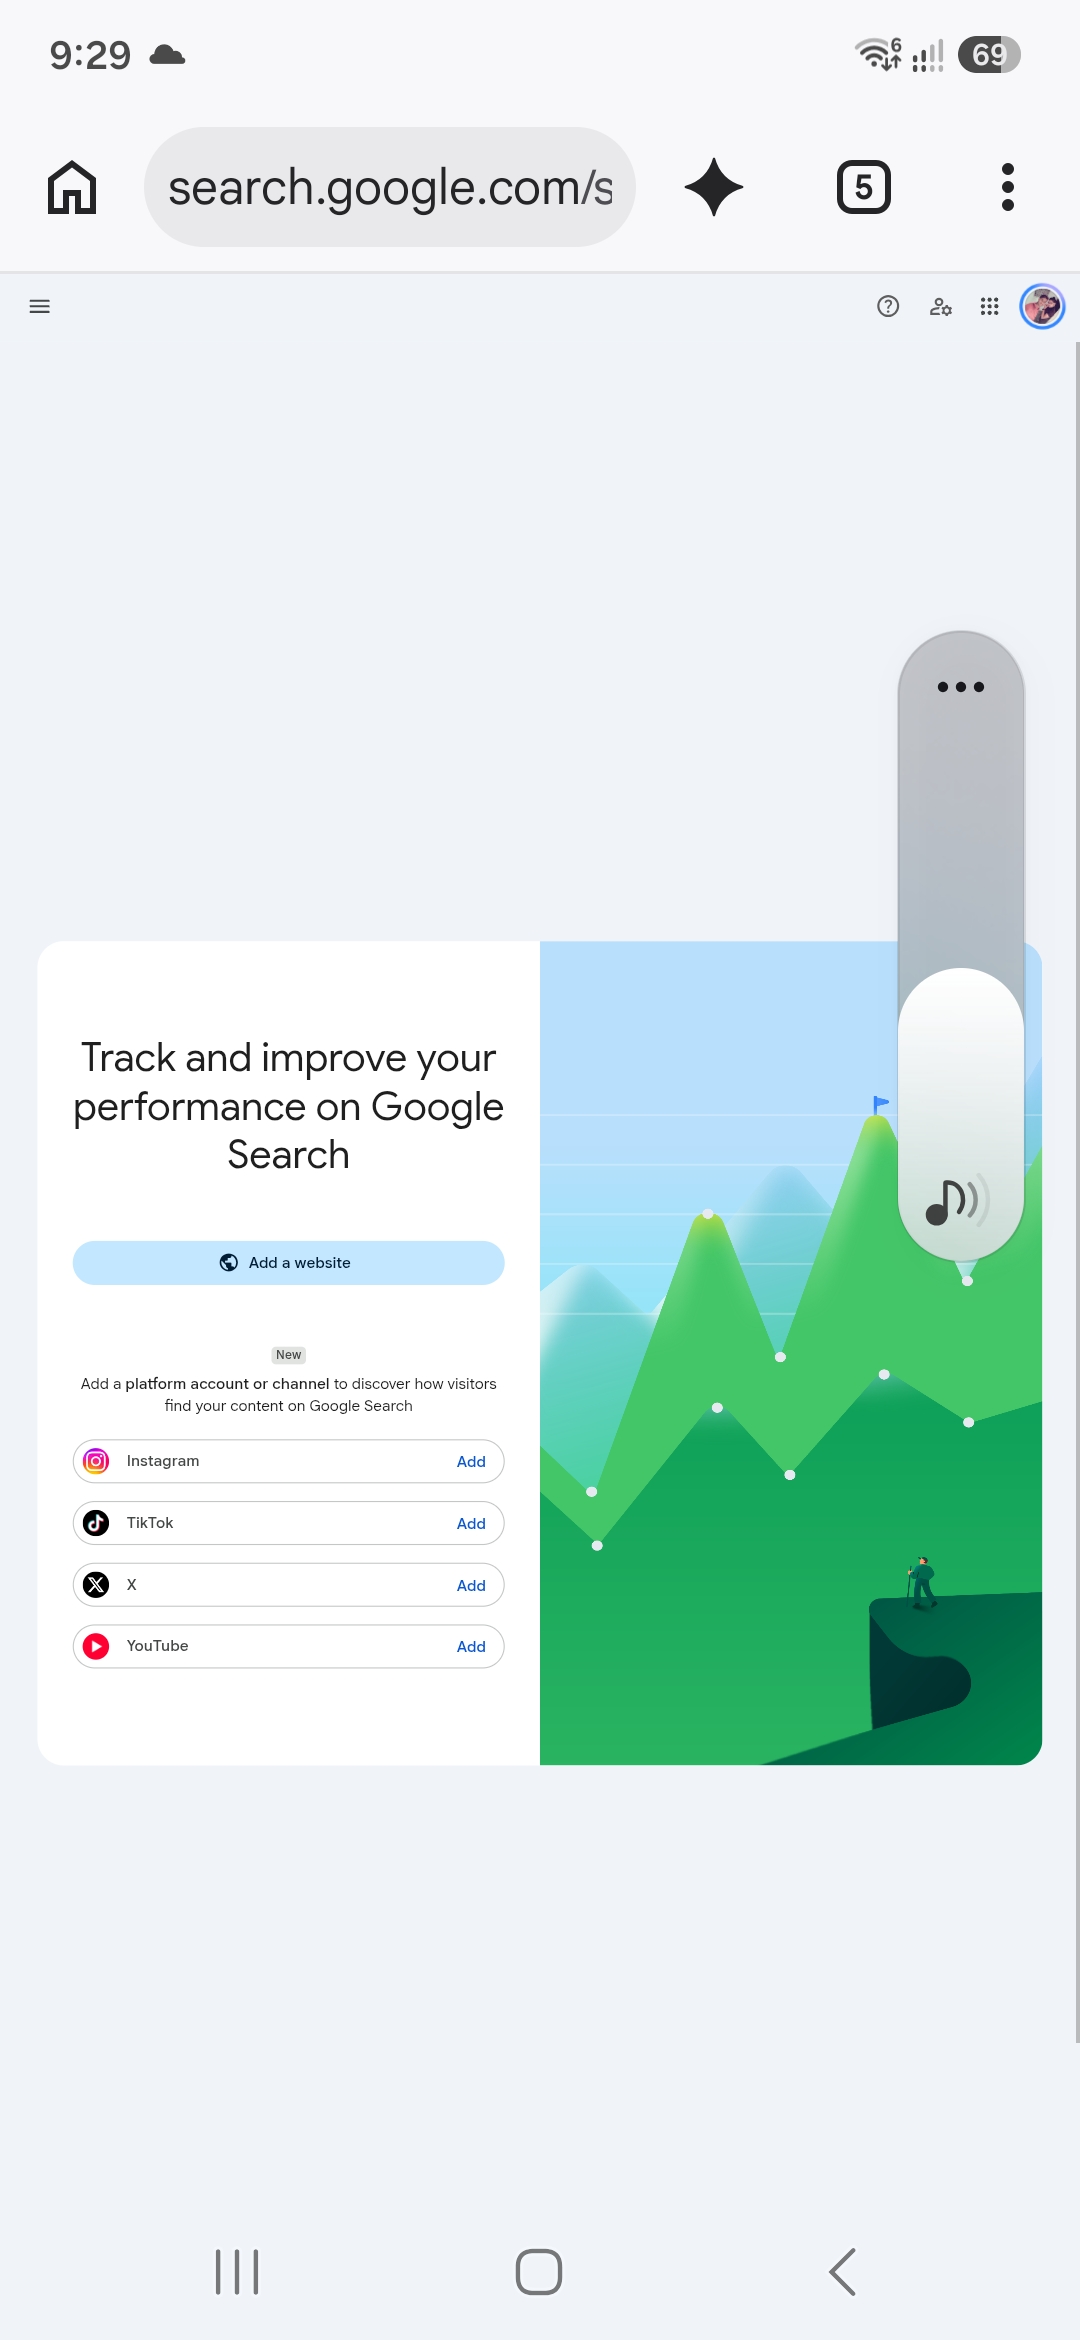 9:29
6
69
search.google.com/s
5
Track and improve your
performance on Google
Search
Add a website
New
Add a platform account or channel to discover how visitors
find your content on Google Search
Instagram Add
TikTok Add
X Add
YouTube Add